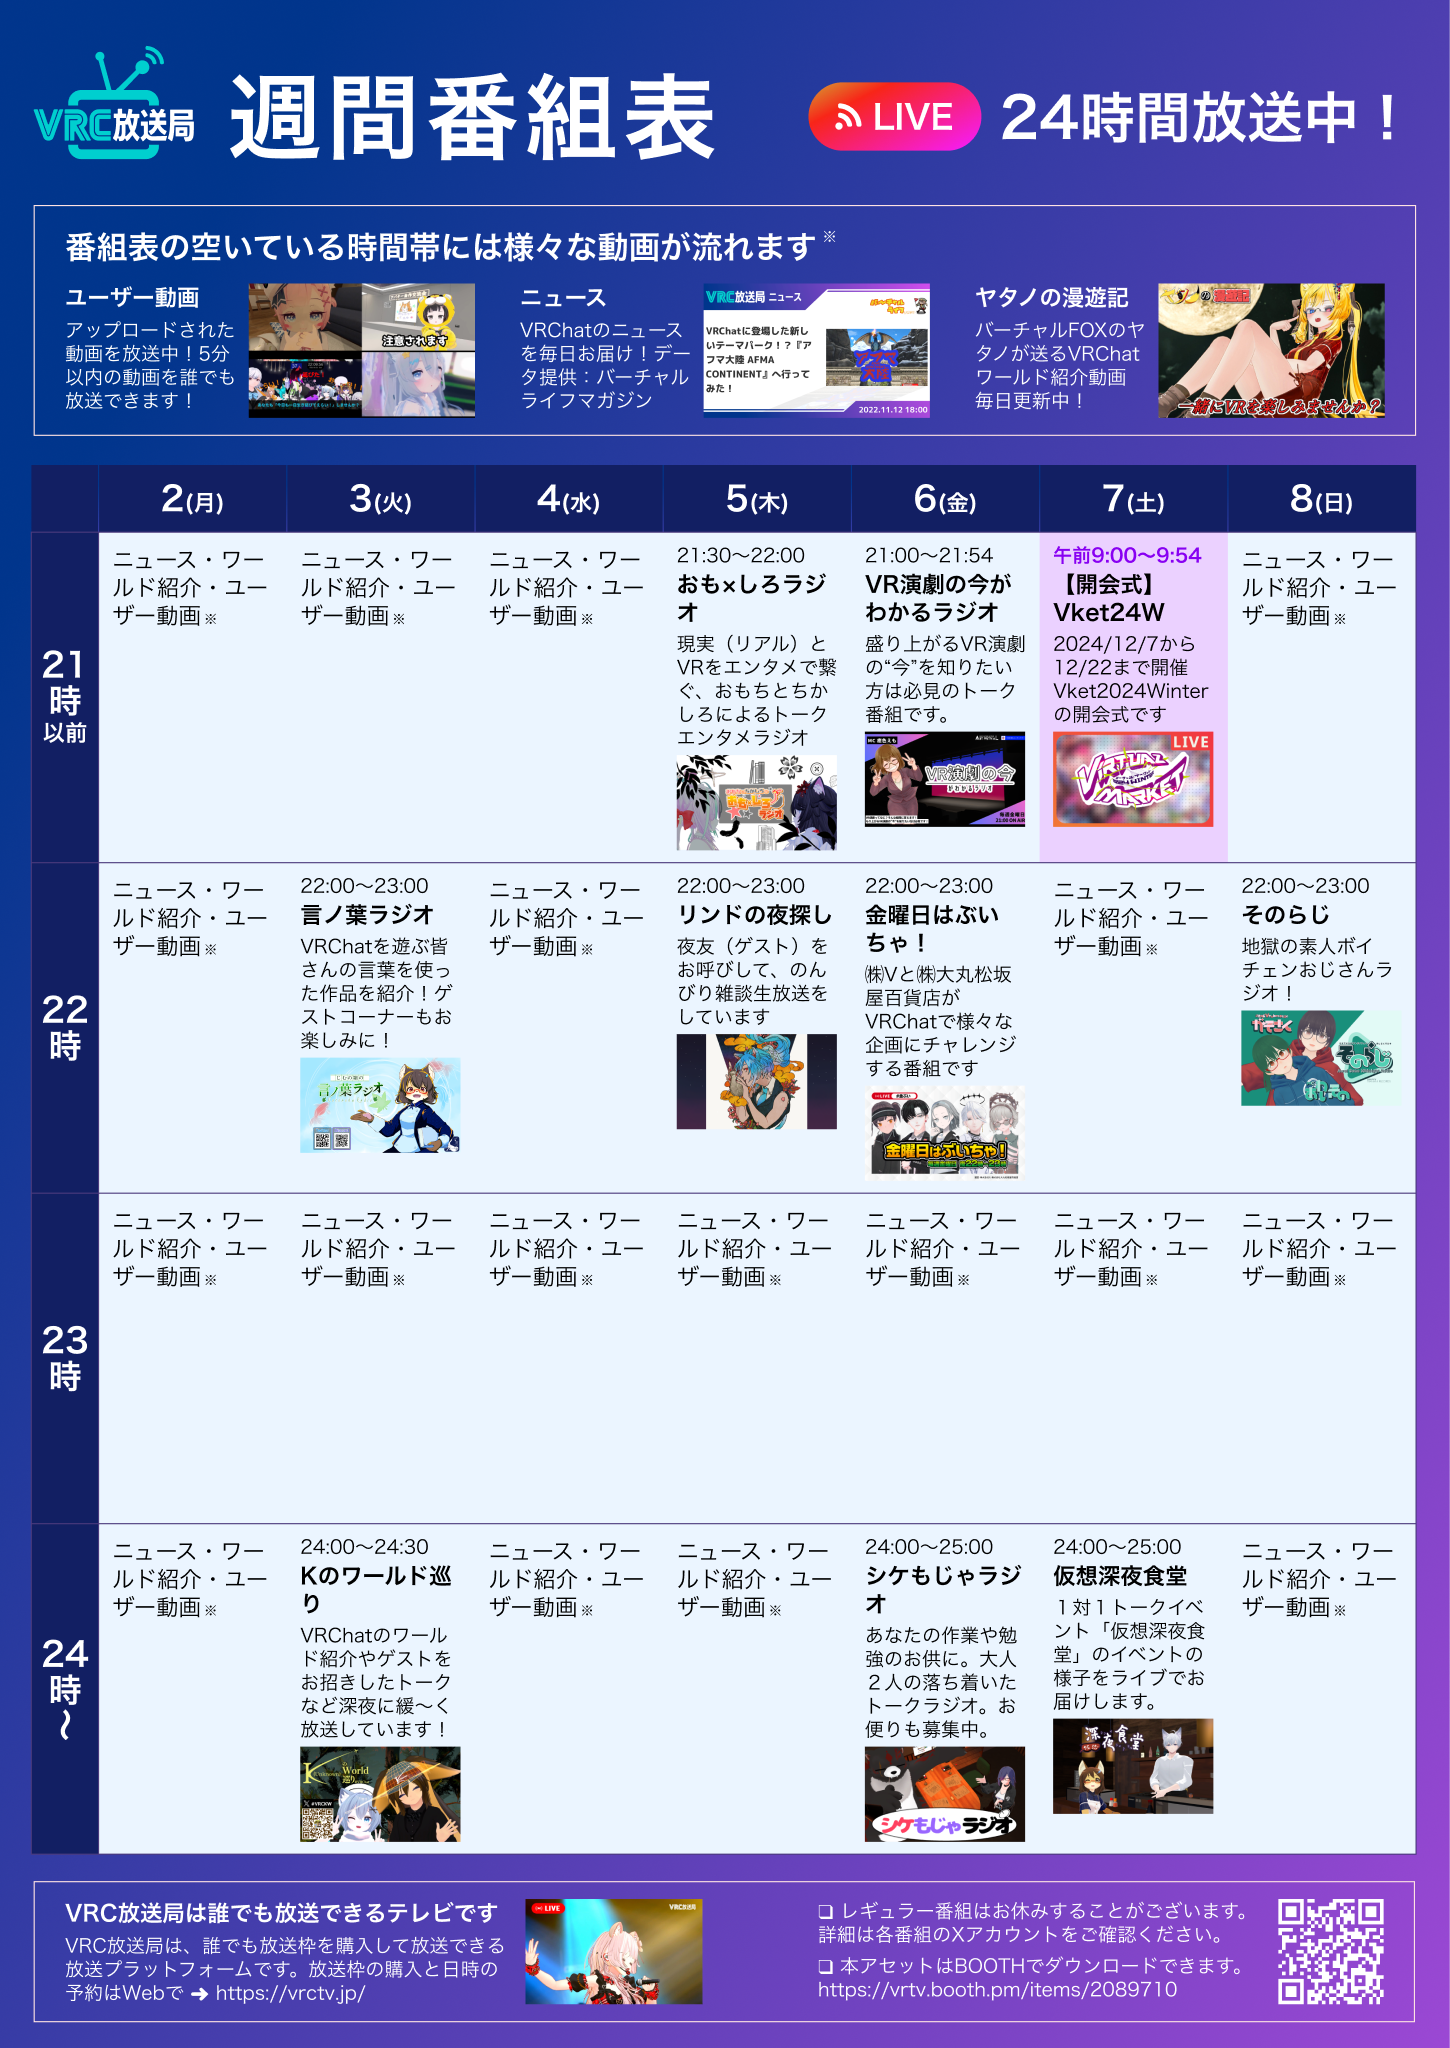 VRC放送局
週間番組表
LIVE
24時間放送中！
番組表の空いている時間帯には様々な動画が流れます※
ユーザー動画
アップロードされた
動画を放送中！5分
以内の動画を誰でも
放送できます！
注意されます
ニュース
VRChatのニュース
を毎日お届け！デー
タ提供：バーチャル
ライフマガジン
VRC放送局 ニュース
VRChatに登場した新し
いテーマパーク！？『ア
フマ大陸 AFMA
CONTINENT』へ行って
みた！
2022.11.12 18:00
ヤタノの漫遊記
バーチャルFOXのヤ
タノが送るVRChat
ワールド紹介動画
毎日更新中！
一緒にVRを楽しみませんか？
2(月)
3(火)
4(水)
5(木)
6(金)
7(土)
8(日)
21
時
以前
ニュース・ワー
ルド紹介・ユー
ザー動画※
ニュース・ワー
ルド紹介・ユー
ザー動画※
ニュース・ワー
ルド紹介・ユー
ザー動画※
21:30〜22:00
おも×しろラジ
オ
現実（リアル）と
VRをエンタメで繋
ぐ、おもちとちか
しろによるトーク
エンタメラジオ
21:00〜21:54
VR演劇の今が
わかるラジオ
盛り上がるVR演劇
の“今”を知りたい
方は必見のトーク
番組です。
VR演劇の今
がわかるラジオ
毎週金曜日
21:00 ON AIR
午前9:00〜9:54
【開会式】
Vket24W
2024/12/7から
12/22まで開催
Vket2024Winter
の開会式です
LIVE
VIRTUAL
MARKET
ニュース・ワー
ルド紹介・ユー
ザー動画※
22
時
ニュース・ワー
ルド紹介・ユー
ザー動画※
22:00〜23:00
言ノ葉ラジオ
VRChatを遊ぶ皆
さんの言葉を使っ
た作品を紹介！ゲ
ストコーナーもお
楽しみに！
言ノ葉ラジオ
ニュース・ワー
ルド紹介・ユー
ザー動画※
22:00〜23:00
リンドの夜探し
夜友（ゲスト）を
お呼びして、のん
びり雑談生放送を
しています
22:00〜23:00
金曜日はぶい
ちゃ！
㈱Vと㈱大丸松坂
屋百貨店が
VRChatで様々な
企画にチャレンジ
する番組です
金曜日はぶいちゃ！
ニュース・ワー
ルド紹介・ユー
ザー動画※
22:00〜23:00
そのらじ
地獄の素人ボイ
チェンおじさんラ
ジオ！
そのらじ
23
時
ニュース・ワー
ルド紹介・ユー
ザー動画※
ニュース・ワー
ルド紹介・ユー
ザー動画※
ニュース・ワー
ルド紹介・ユー
ザー動画※
ニュース・ワー
ルド紹介・ユー
ザー動画※
ニュース・ワー
ルド紹介・ユー
ザー動画※
ニュース・ワー
ルド紹介・ユー
ザー動画※
ニュース・ワー
ルド紹介・ユー
ザー動画※
24
時
〜
ニュース・ワー
ルド紹介・ユー
ザー動画※
24:00〜24:30
Kのワールド巡
り
VRChatのワール
ド紹介やゲストを
お招きしたトーク
など深夜に緩〜く
放送しています！
World
巡り
ニュース・ワー
ルド紹介・ユー
ザー動画※
ニュース・ワー
ルド紹介・ユー
ザー動画※
24:00〜25:00
シケもじゃラジ
オ
あなたの作業や勉
強のお供に。大人
２人の落ち着いた
トークラジオ。お
便りも募集中。
シケもじゃラジオ
24:00〜25:00
仮想深夜食堂
１対１トークイベ
ント「仮想深夜食
堂」のイベントの
様子をライブでお
届けします。
深夜食堂
ニュース・ワー
ルド紹介・ユー
ザー動画※
VRC放送局は誰でも放送できるテレビです
VRC放送局は、誰でも放送枠を購入して放送できる
放送プラットフォームです。放送枠の購入と日時の
予約はWebで ➜ https://vrctv.jp/
LIVE
VRC放送局
❏ レギュラー番組はお休みすることがございます。
詳細は各番組のXアカウントをご確認ください。
❏ 本アセットはBOOTHでダウンロードできます。
https://vrtv.booth.pm/items/2089710